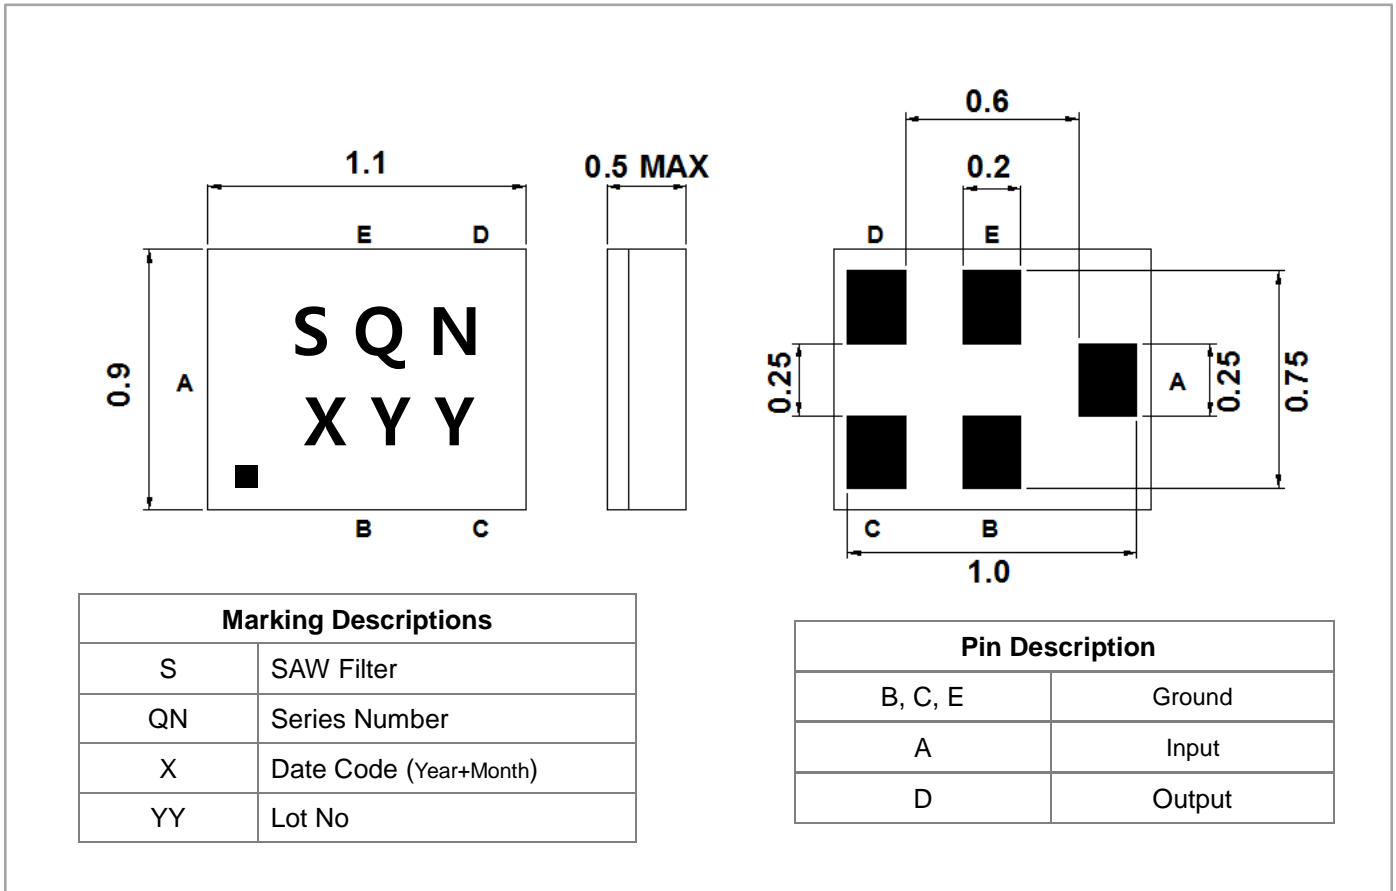 0.6
1.1
0.5 MAX
0.2
E D
D E
S Q N
X Y Y
0.9
A
0.25
A
0.25
0.75
B C
C B
1.0
Marking Descriptions
S SAW Filter
QN Series Number
X Date Code (Year+Month)
YY Lot No
Pin Description
B, C, E Ground
A Input
D Output